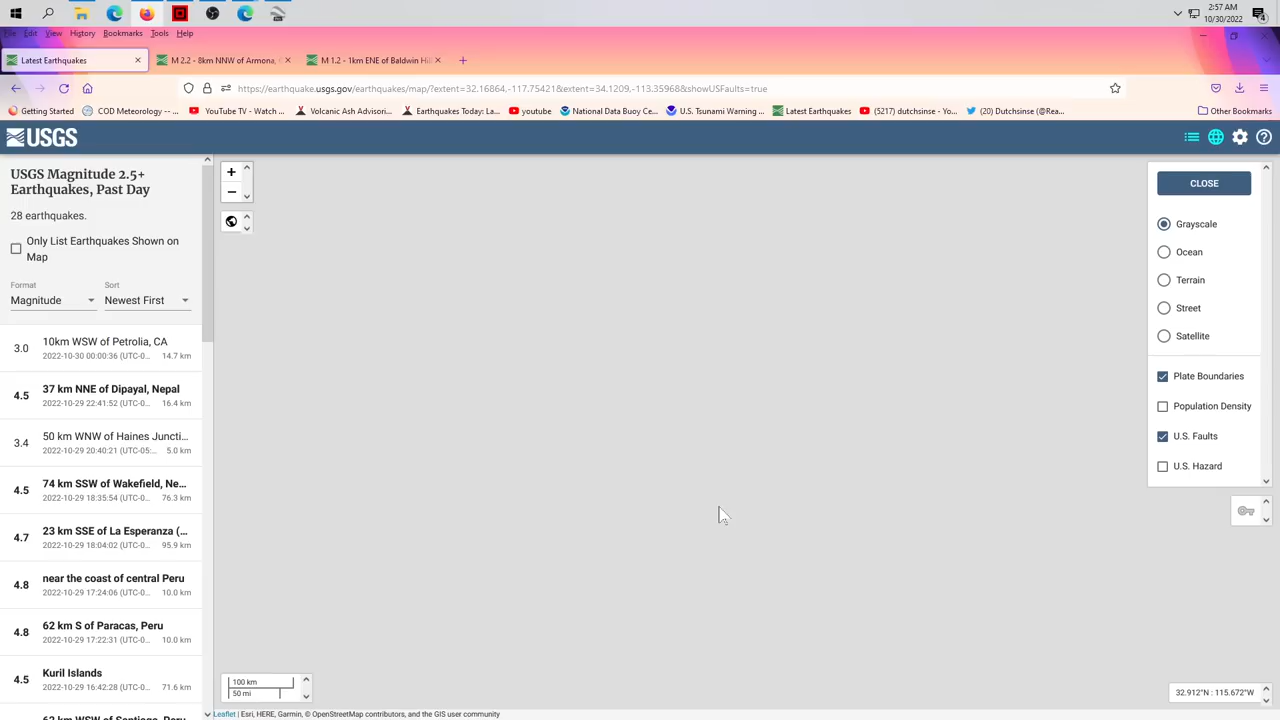 2:57 AM
10/30/2022
4
File Edit View History Bookmarks Tools Help
Latest Earthquakes
M 2.2 - 8km NNW of Armona,
M 1.2 - 1km ENE of Baldwin Hil
https://earthquake.usgs.gov/earthquakes/map/?extent=32.16864,-117.75421&extent=34.1209,-113.35968&showUSFaults=true
Getting Started
COD Meteorology -- ...
YouTube TV - Watch ...
Volcanic Ash Advisori...
Earthquakes Today: La...
youtube
National Data Buoy Ce...
U.S. Tsunami Warning ...
Latest Earthquakes
(5217) dutchsinse - Yo...
(20) Dutchsinse (@Rea...
Other Bookmarks
USGS
USGS Magnitude 2.5+
Earthquakes, Past Day
28 earthquakes.
Only List Earthquakes Shown on
Map
Format
Magnitude
Sort
Newest First
3.0
10km WSW of Petrolia, CA
2022-10-30 00:00:36 (UTC-0... 14.7 km
4.5
37 km NNE of Dipayal, Nepal
2022-10-29 22:41:52 (UTC-0... 16.4 km
3.4
50 km WNW of Haines Juncti...
2022-10-29 20:40:21 (UTC-05:... 5.0 km
4.5
74 km SSW of Wakefield, Ne...
2022-10-29 18:35:54 (UTC-0... 76.3 km
4.7
23 km SSE of La Esperanza (...
2022-10-29 18:04:02 (UTC-0... 95.9 km
4.8
near the coast of central Peru
2022-10-29 17:24:06 (UTC-0... 10.0 km
4.8
62 km S of Paracas, Peru
2022-10-29 17:22:31 (UTC-0... 10.0 km
4.5
Kuril Islands
2022-10-29 16:42:28 (UTC-0... 71.6 km
62 km WSW of Santiago, Peru
+
−
CLOSE
Grayscale
Ocean
Terrain
Street
Satellite
Plate Boundaries
Population Density
U.S. Faults
U.S. Hazard
100 km
50 mi
32.912°N : 115.672°W
Leaflet | Esri, HERE, Garmin, © OpenStreetMap contributors, and the GIS user community